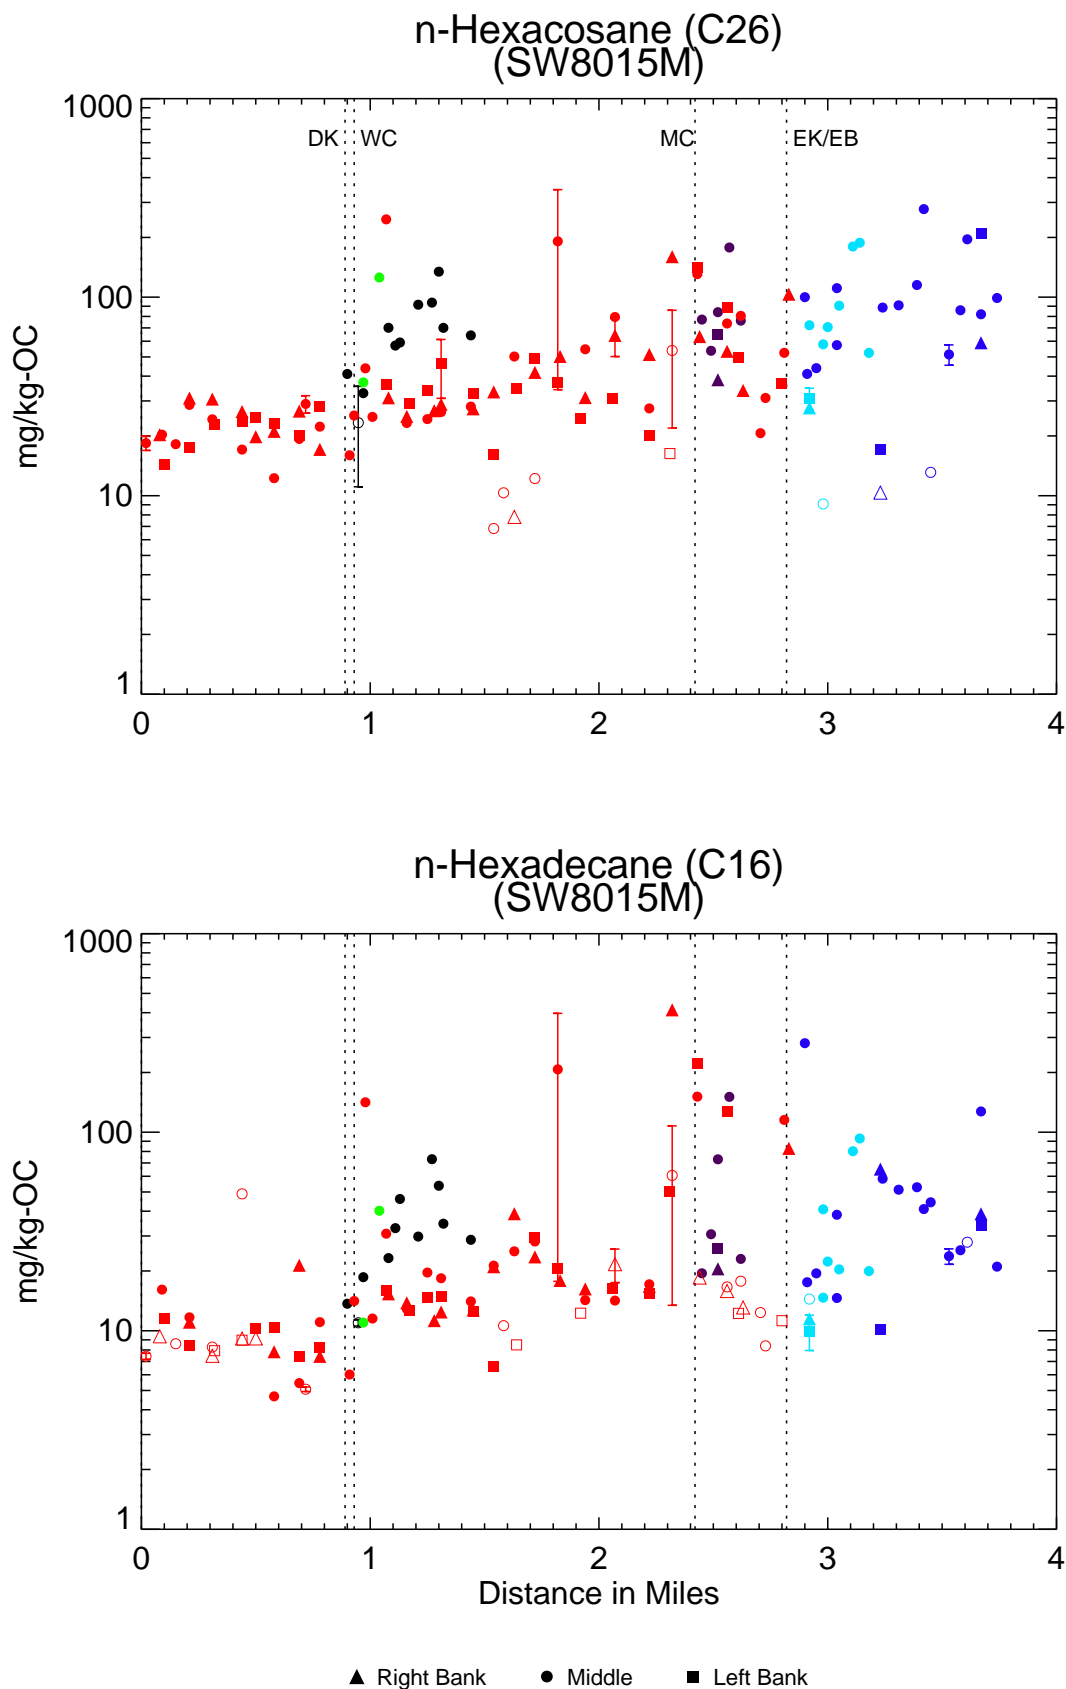 n-Hexacosane (C26)
(SW8015M)
1000
DK WC MC EK/EB
100
mg/kg-OC
10
1
0 1 2 3 4
n-Hexadecane (C16)
(SW8015M)
1000
100
mg/kg-OC
10
1
0 1 2 3 4
Distance in Miles
Right Bank Middle Left Bank